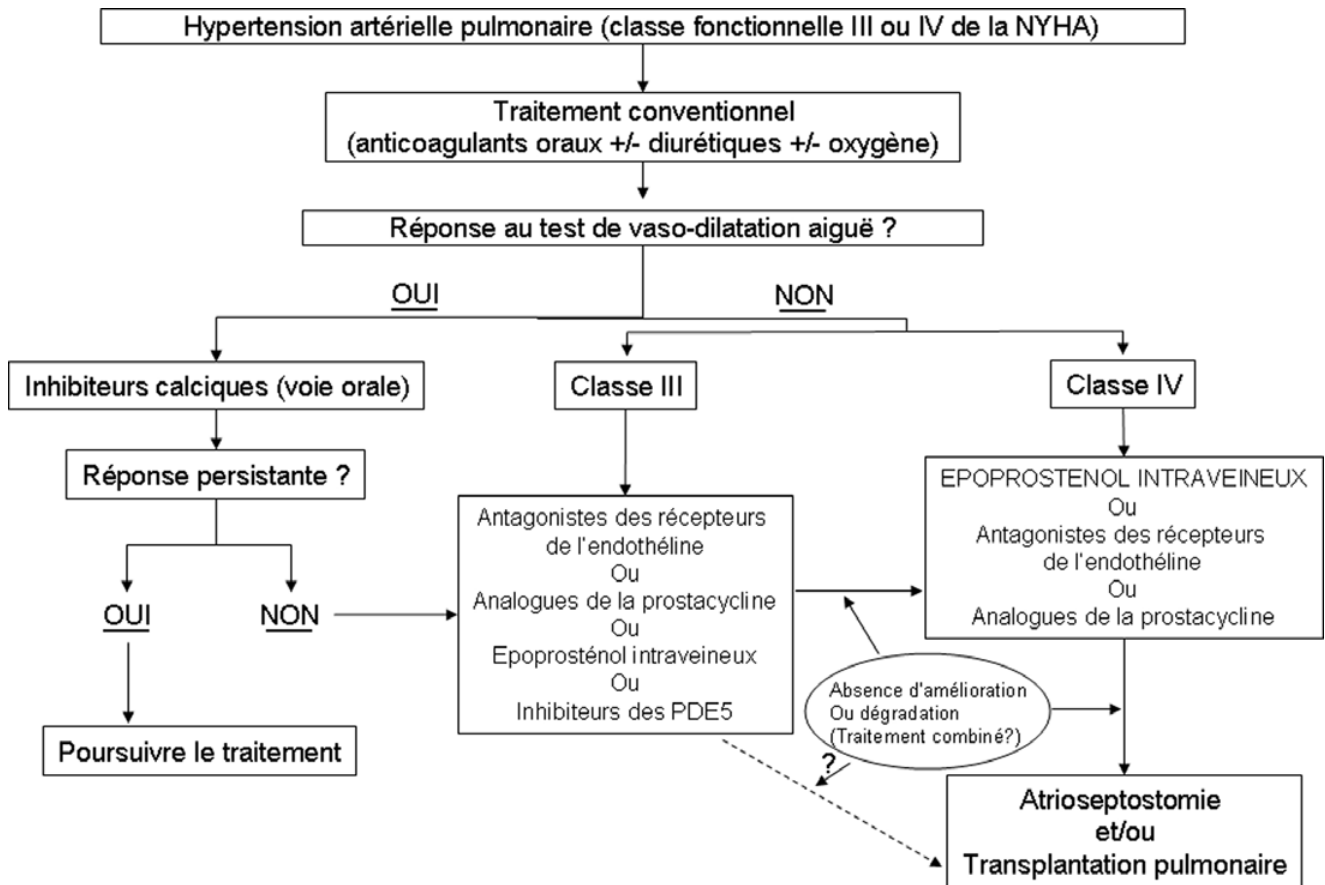 Hypertension artérielle pulmonaire (classe fonctionnelle III ou IV de la NYHA)
Traitement conventionnel
(anticoagulants oraux +/- diurétiques +/- oxygène)
Réponse au test de vaso-dilatation aiguë ?
OUI
NON
Inhibiteurs calciques (voie orale)
Classe III
Classe IV
Réponse persistante ?
OUI
NON
Poursuivre le traitement
Antagonistes des récepteurs
de l'endothéline
Ou
Analogues de la prostacycline
Ou
Epoprosténol intraveineux
Ou
Inhibiteurs des PDE5
EPOPROSTENOL INTRAVEINEUX
Ou
Antagonistes des récepteurs
de l'endothéline
Ou
Analogues de la prostacycline
Absence d'amélioration
Ou dégradation
(Traitement combiné?)
?
Atrioseptostomie
et/ou
Transplantation pulmonaire